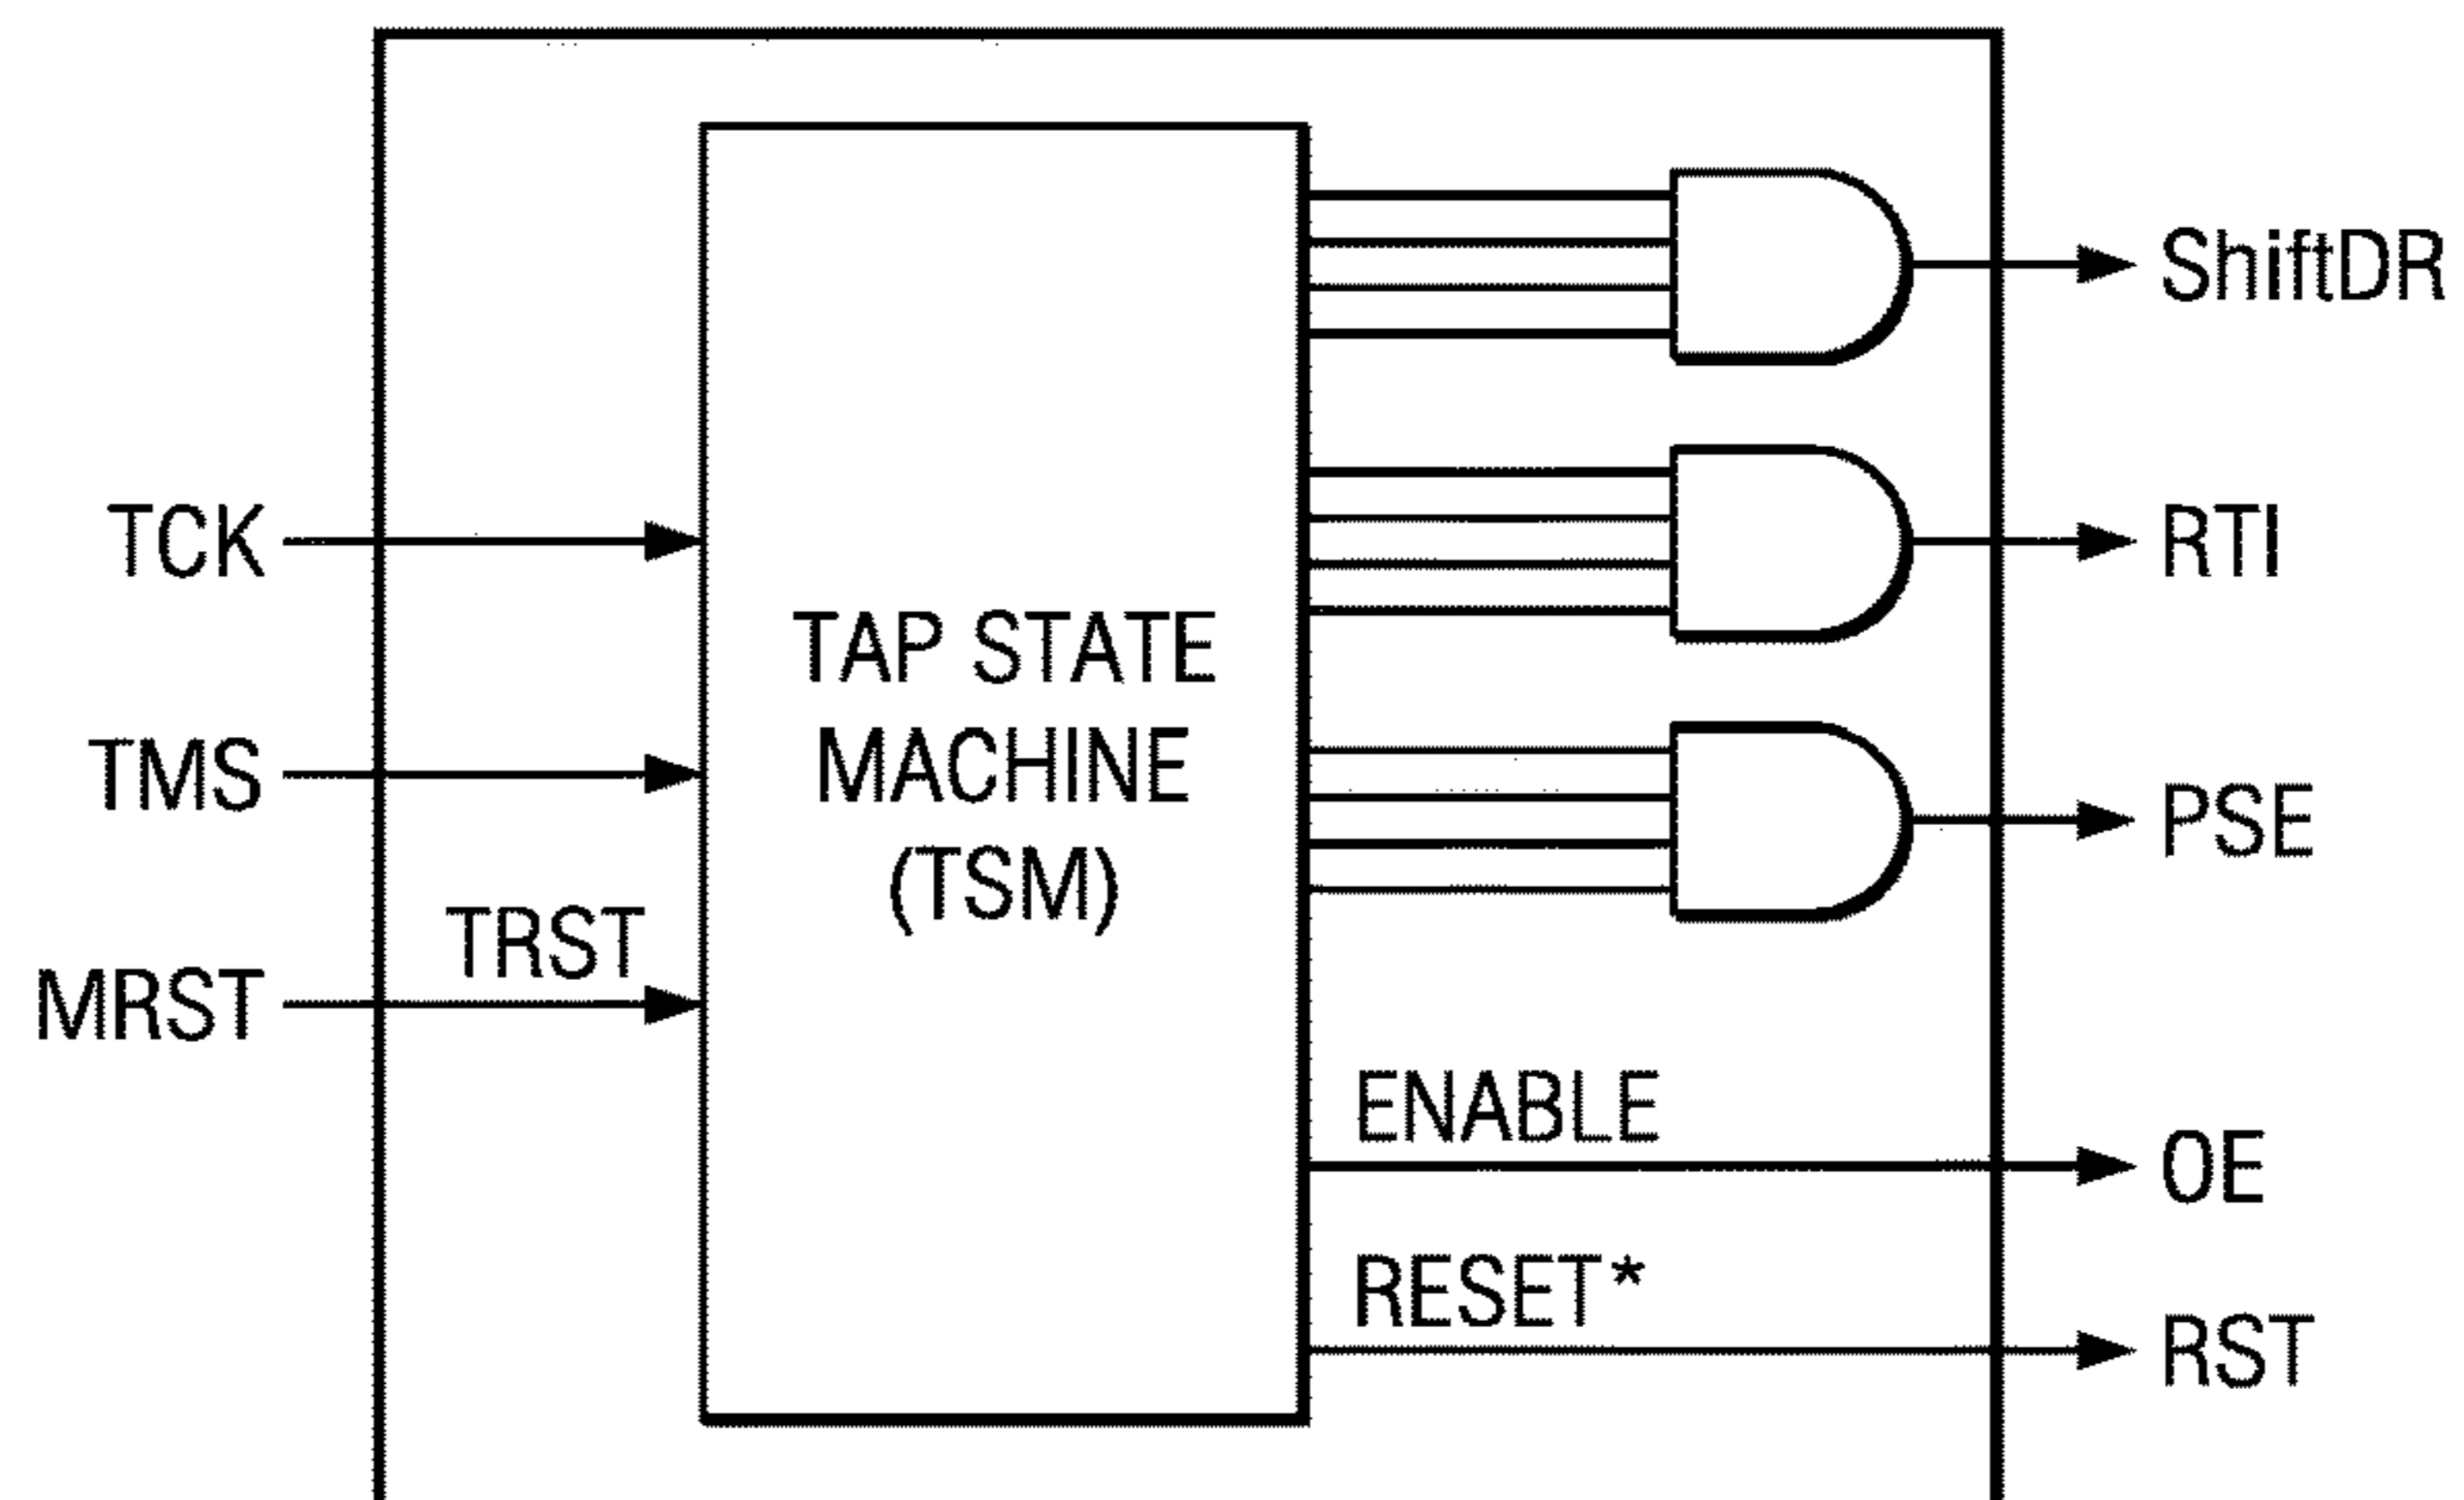 ShiftDR
TCK
RTI
TAP STATE
MACHINE
(TSM)
TMS
PSE
TRST
MRST
ENABLE
OE
RESET*
RST